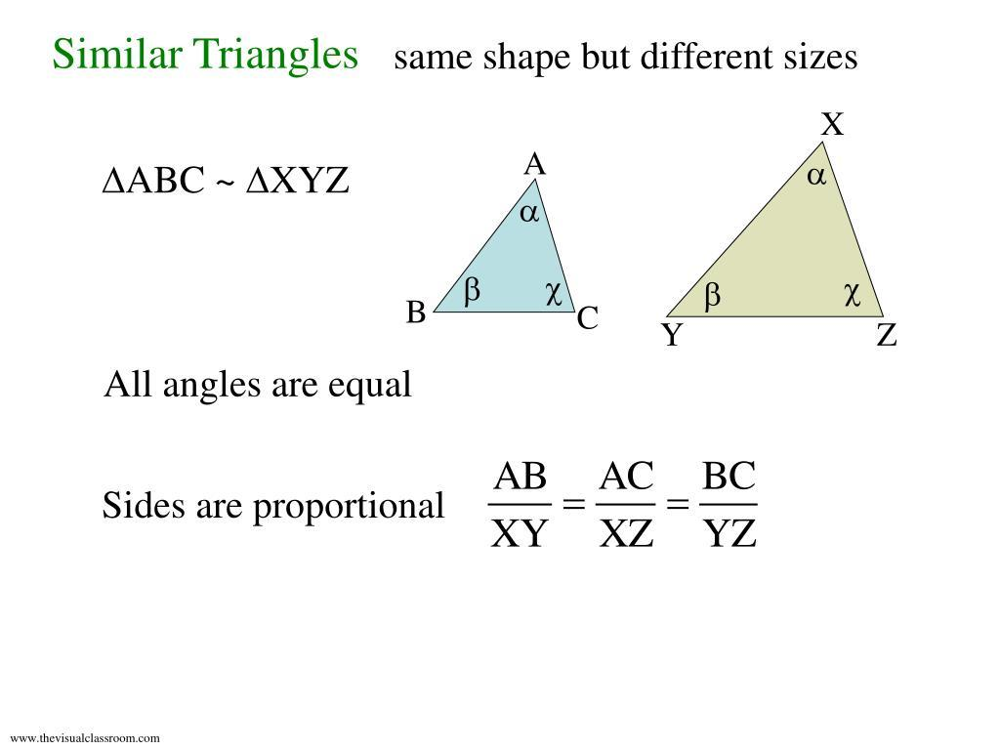 Similar Triangles same shape but different sizes
ΔABC ~ ΔXYZ
X
A
α
α
β
χ
β
χ
B
C
Y
Z
All angles are equal
Sides are proportional
AB/XY = AC/XZ = BC/YZ
www.thevisualclassroom.com